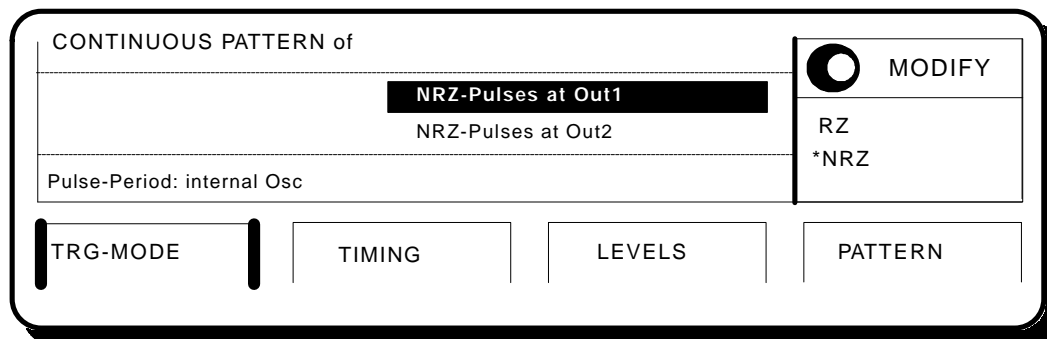 CONTINUOUS PATTERN of
NRZ-Pulses at Out1
NRZ-Pulses at Out2
Pulse-Period: internal Osc
MODIFY
RZ
*NRZ
TRG-MODE
TIMING
LEVELS
PATTERN